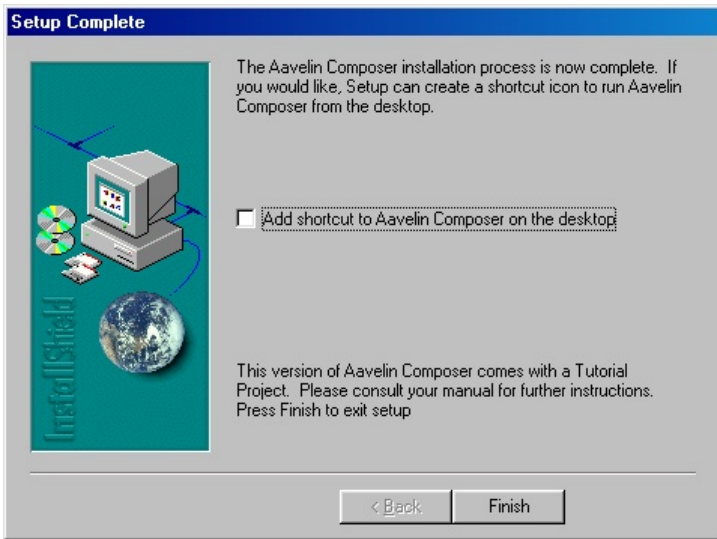 Setup Complete
The Aavelin Composer installation process is now complete.  If
you would like, Setup can create a shortcut icon to run Aavelin
Composer from the desktop.
Add shortcut to Aavelin Composer on the desktop
InstallShield
This version of Aavelin Composer comes with a Tutorial
Project.  Please consult your manual for further instructions.
Press Finish to exit setup
< Back
Finish